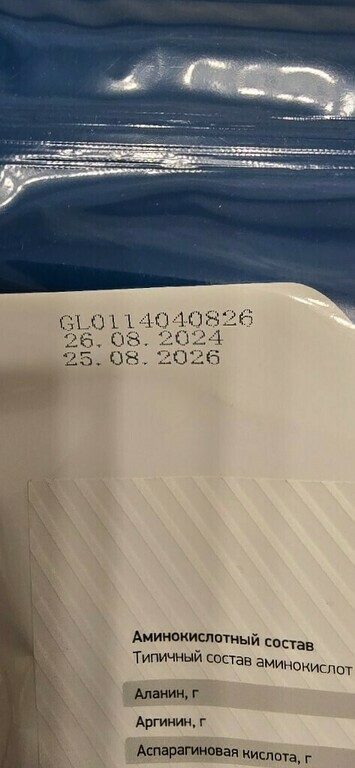 GL0114040826
26.08.2024
25.08.2026
Аминокислотный состав
Типичный состав аминокислот
Аланин, г
Аргинин, г
Аспарагиновая кислота, г